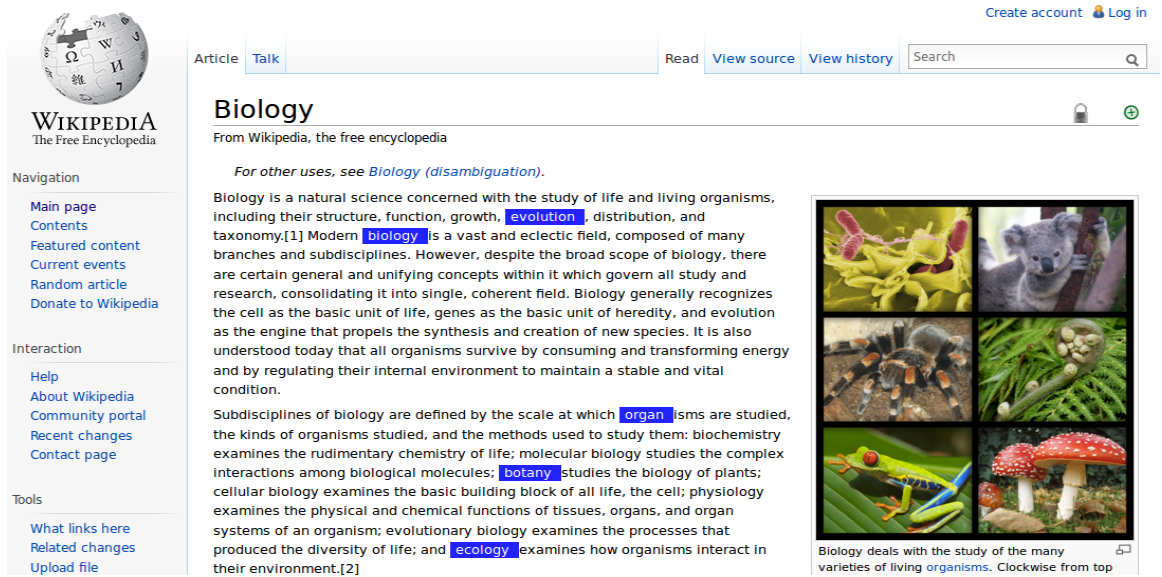 Create account Log in
WIKIPEDIA
The Free Encyclopedia
Article Talk Read View source View history Search
Biology
From Wikipedia, the free encyclopedia
For other uses, see Biology (disambiguation).
Navigation
Main page
Contents
Featured content
Current events
Random article
Donate to Wikipedia
Interaction
Help
About Wikipedia
Community portal
Recent changes
Contact page
Tools
What links here
Related changes
Upload file
Biology is a natural science concerned with the study of life and living organisms,
including their structure, function, growth, evolution , distribution, and
taxonomy.[1] Modern biology is a vast and eclectic field, composed of many
branches and subdisciplines. However, despite the broad scope of biology, there
are certain general and unifying concepts within it which govern all study and
research, consolidating it into single, coherent field. Biology generally recognizes
the cell as the basic unit of life, genes as the basic unit of heredity, and evolution
as the engine that propels the synthesis and creation of new species. It is also
understood today that all organisms survive by consuming and transforming energy
and by regulating their internal environment to maintain a stable and vital
condition.
Subdisciplines of biology are defined by the scale at which organ isms are studied,
the kinds of organisms studied, and the methods used to study them: biochemistry
examines the rudimentary chemistry of life; molecular biology studies the complex
interactions among biological molecules; botany studies the biology of plants;
cellular biology examines the basic building block of all life, the cell; physiology
examines the physical and chemical functions of tissues, organs, and organ
systems of an organism; evolutionary biology examines the processes that
produced the diversity of life; and ecology examines how organisms interact in
their environment.[2]
Biology deals with the study of the many
varieties of living organisms. Clockwise from top